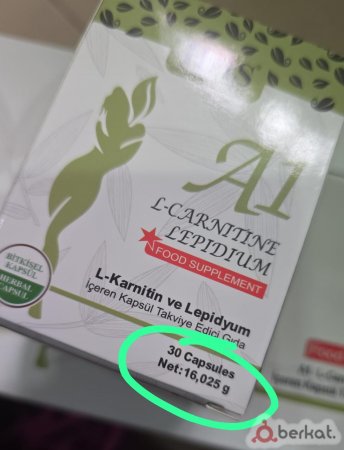 A1
L-CARNITINE
LEPIDIUM
FOOD SUPPLEMENT
BİTKİSEL
KAPSÜL
HERBAL
L-Karnitin ve Lepidyum
İçeren Kapsül Takviye Edici Gıda
30 Capsules
Net:16,025 g
berkat.